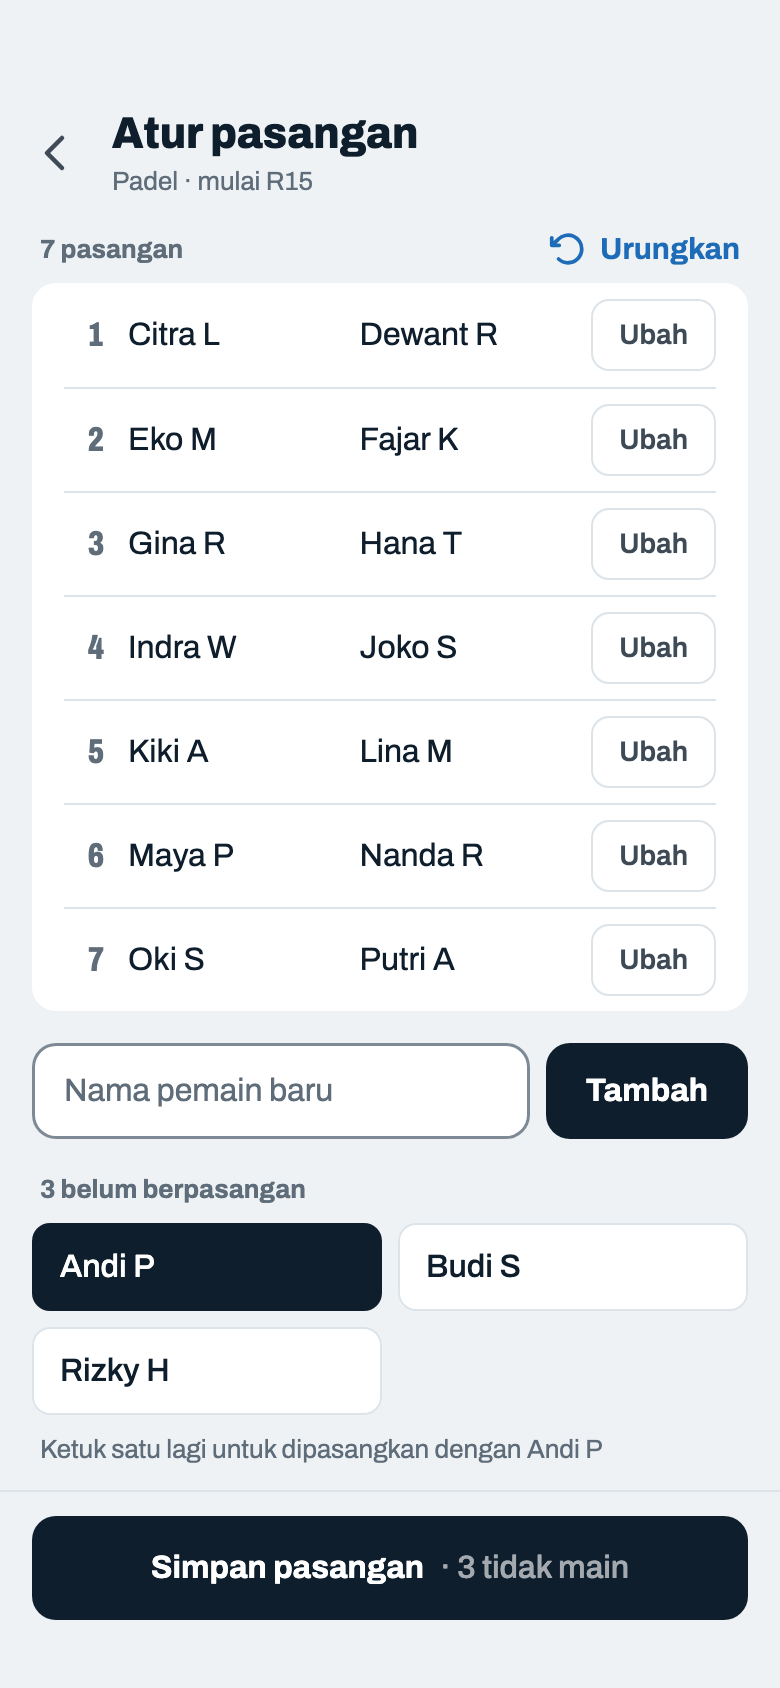 Atur pasangan
Padel · mulai R15
7 pasangan
Urungkan
1 Citra L Dewant R Ubah
2 Eko M Fajar K Ubah
3 Gina R Hana T Ubah
4 Indra W Joko S Ubah
5 Kiki A Lina M Ubah
6 Maya P Nanda R Ubah
7 Oki S Putri A Ubah
Nama pemain baru Tambah
3 belum berpasangan
Andi P Budi S
Rizky H
Ketuk satu lagi untuk dipasangkan dengan Andi P
Simpan pasangan · 3 tidak main